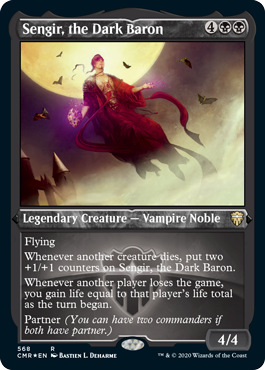 Sengir, the Dark Baron 4
Legendary Creature — Vampire Noble
Flying
Whenever another creature dies, put two
+1/+1 counters on Sengir, the Dark Baron.
Whenever another player loses the game,
you gain life equal to that player's life total
as the turn began.
Partner (You can have two commanders if
both have partner.)
4/4
568 R
CMR EN BASTIEN L. DEHARME
™ & © 2020 Wizards of the Coast